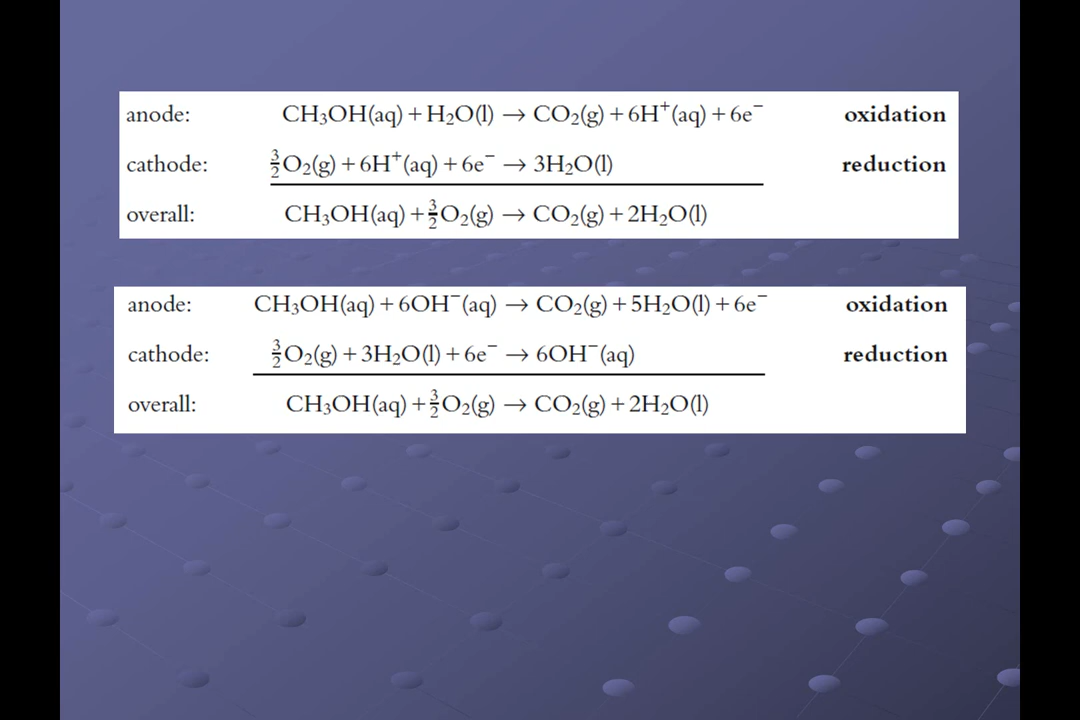 anode: CH₃OH(aq) + H₂O(l) → CO₂(g) + 6H⁺(aq) + 6e⁻ oxidation
cathode: 3/2 O₂(g) + 6H⁺(aq) + 6e⁻ → 3H₂O(l) reduction
overall: CH₃OH(aq) + 3/2 O₂(g) → CO₂(g) + 2H₂O(l)
anode: CH₃OH(aq) + 6OH⁻(aq) → CO₂(g) + 5H₂O(l) + 6e⁻ oxidation
cathode: 3/2 O₂(g) + 3H₂O(l) + 6e⁻ → 6OH⁻(aq) reduction
overall: CH₃OH(aq) + 3/2 O₂(g) → CO₂(g) + 2H₂O(l)